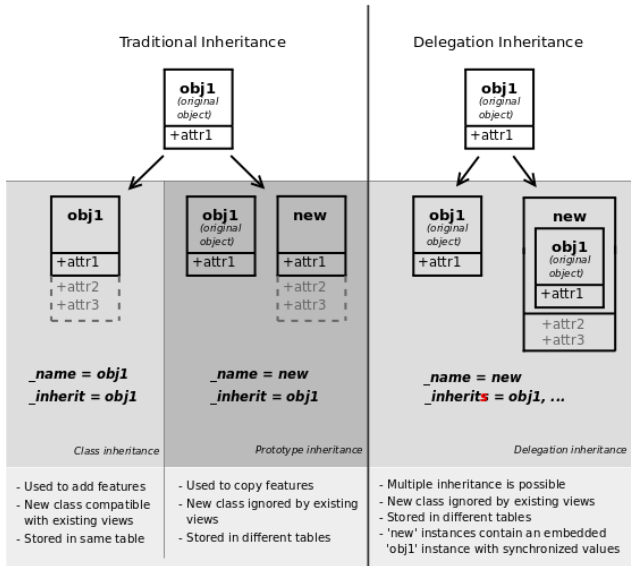 Traditional Inheritance
Delegation Inheritance
obj1
(original
object)
+attr1
obj1
(original
object)
+attr1
obj1
+attr1
+attr2
+attr3
obj1
(original
object)
+attr1
new
+attr1
+attr2
+attr3
obj1
(original
object)
+attr1
new
obj1
(original
object)
+attr1
+attr2
+attr3
_name = obj1
_inherit = obj1
_name = new
_inherit = obj1
_name = new
_inherits = obj1, ...
Class inheritance
Prototype inheritance
Delegation inheritance
- Used to add features
- New class compatible
with existing views
- Stored in same table
- Used to copy features
- New class ignored by existing
views
- Stored in different tables
- Multiple inheritance is possible
- New class ignored by existing views
- Stored in different tables
- 'new' instances contain an embedded
'obj1' instance with synchronized values